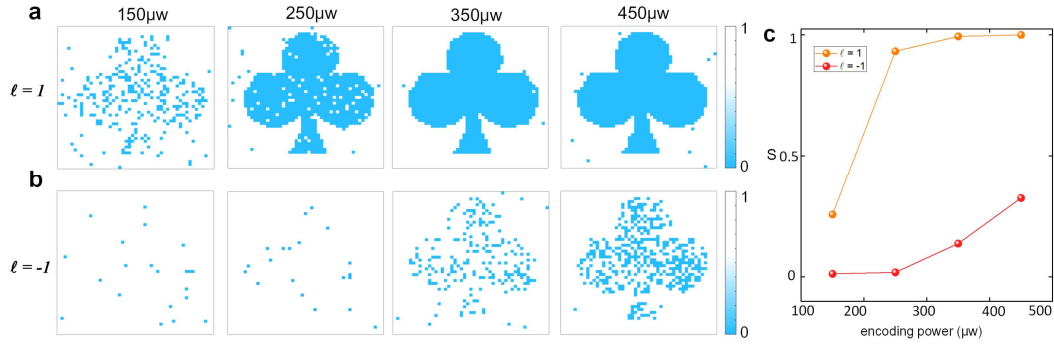 a
150μw
250μw
350μw
450μw
ℓ = 1
1
0
b
ℓ = -1
1
0
c
1
0.5
0
S
ℓ = 1
ℓ = -1
100
200
300
400
500
encoding power (μw)